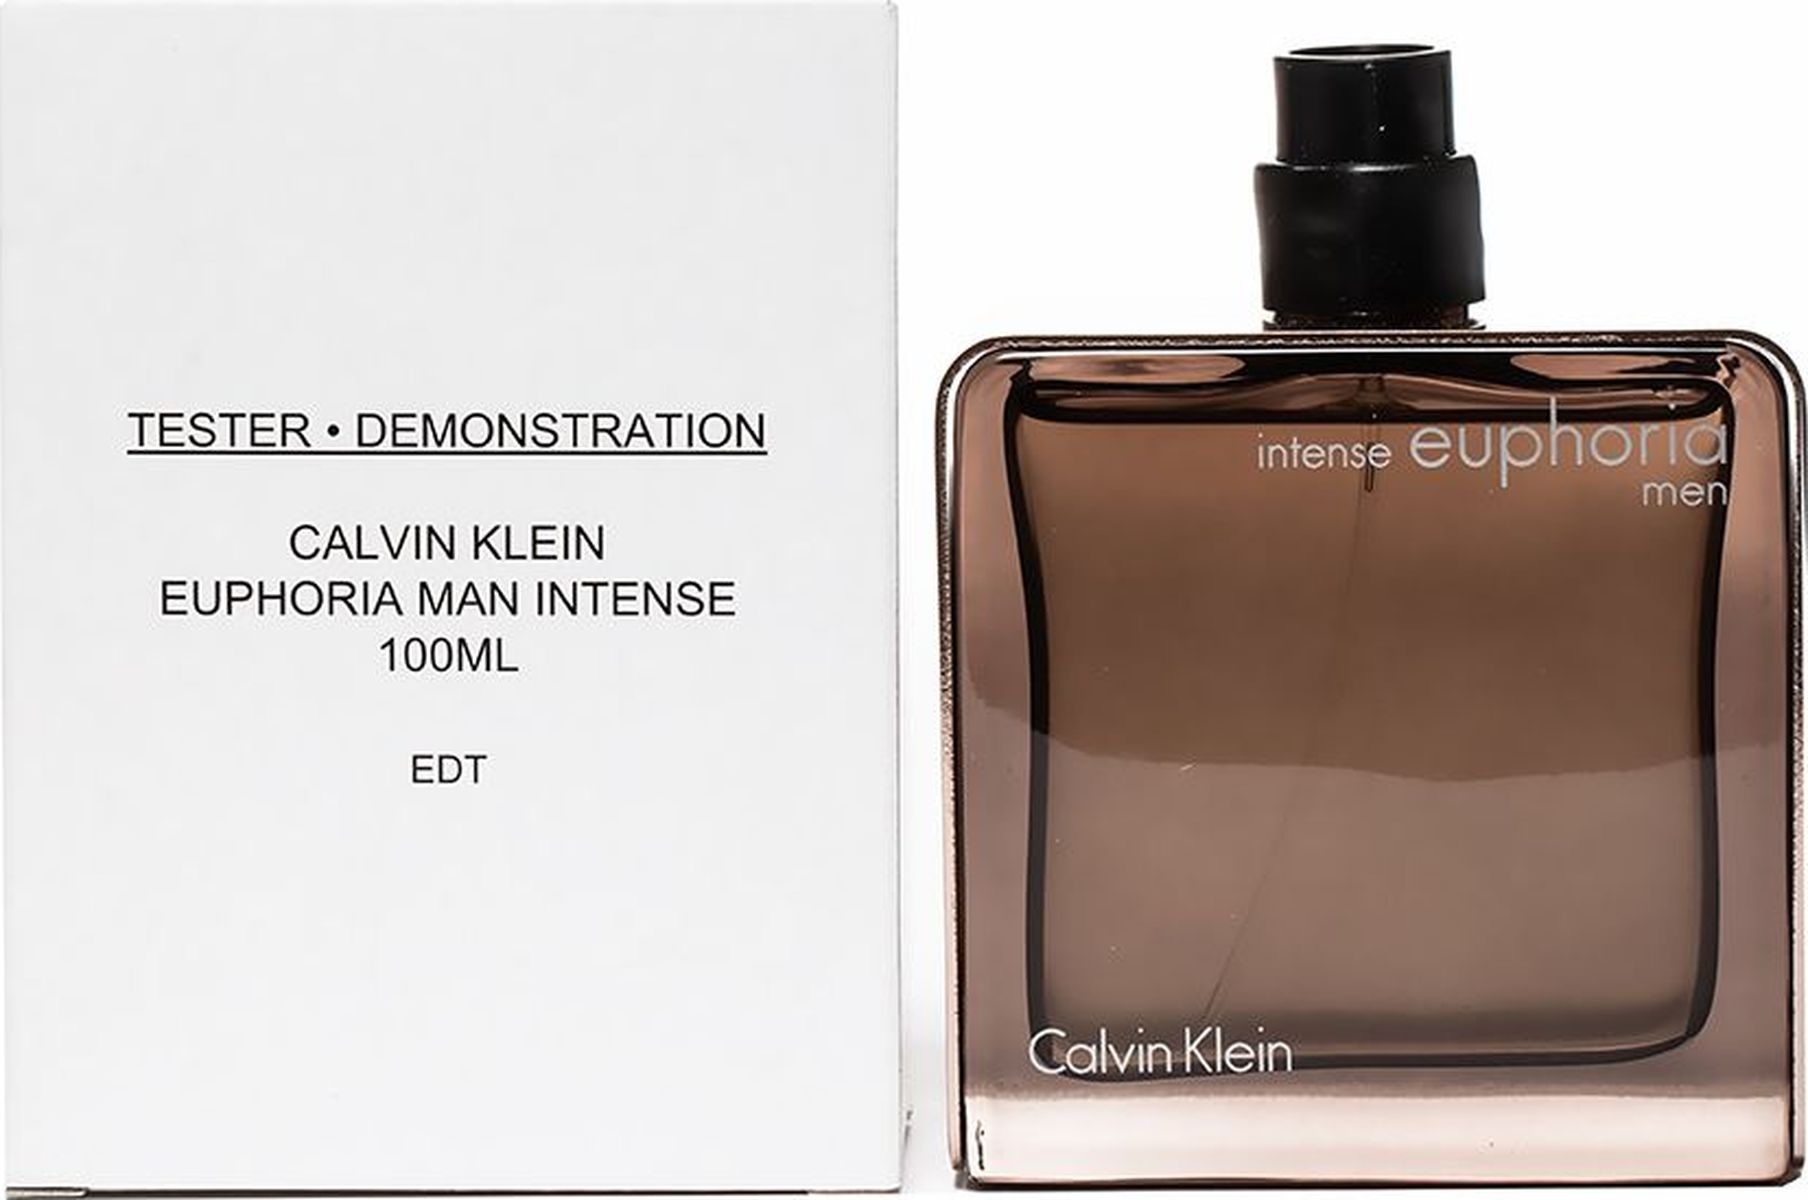 TESTER • DEMONSTRATION
CALVIN KLEIN
EUPHORIA MAN INTENSE
100ML
EDT
intense euphoria
men
Calvin Klein